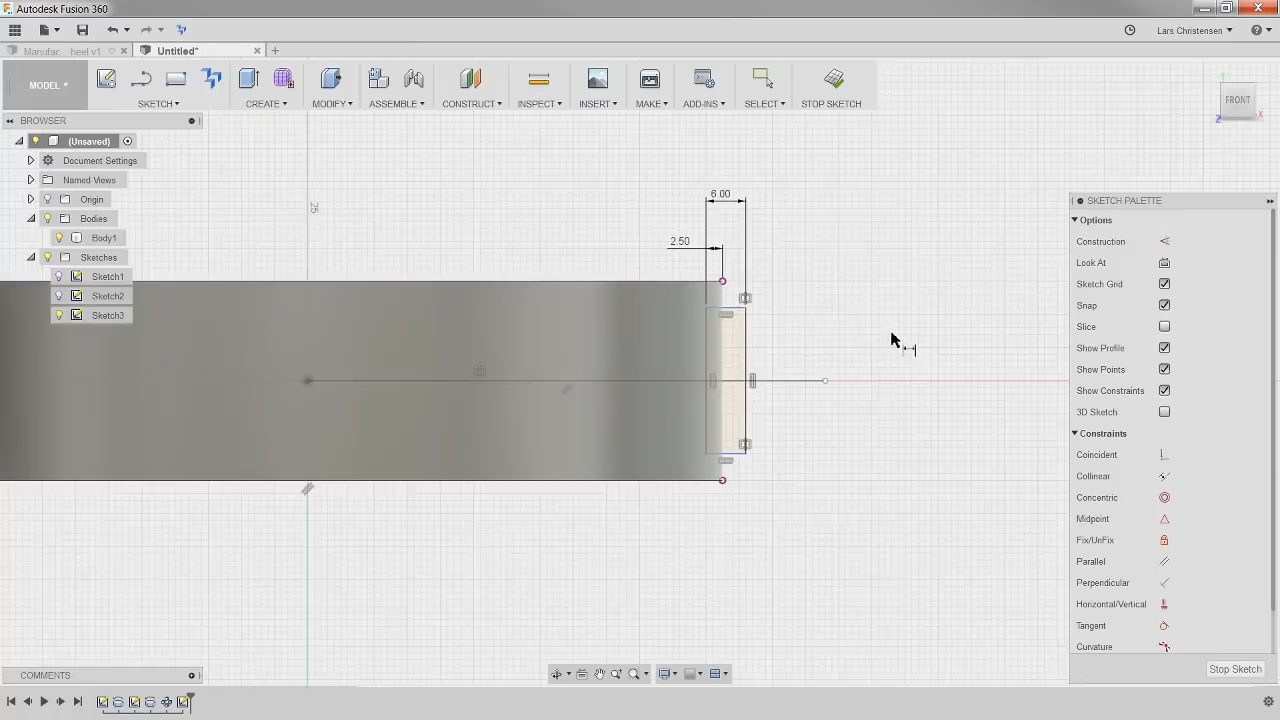 Autodesk Fusion 360
Lars Christensen
Manufac heel v1
Untitled*
MODEL
SKETCH
CREATE
MODIFY
ASSEMBLE
CONSTRUCT
INSPECT
INSERT
MAKE
ADD-INS
SELECT
STOP SKETCH
FRONT
X
Z
BROWSER
(Unsaved)
Document Settings
Named Views
Origin
Bodies
Body1
Sketches
Sketch1
Sketch2
Sketch3
25
6.00
2.50
SKETCH PALETTE
Options
Construction
Look At
Sketch Grid
Snap
Slice
Show Profile
Show Points
Show Constraints
3D Sketch
Constraints
Coincident
Collinear
Concentric
Midpoint
Fix/UnFix
Parallel
Perpendicular
Horizontal/Vertical
Tangent
Curvature
Stop Sketch
COMMENTS